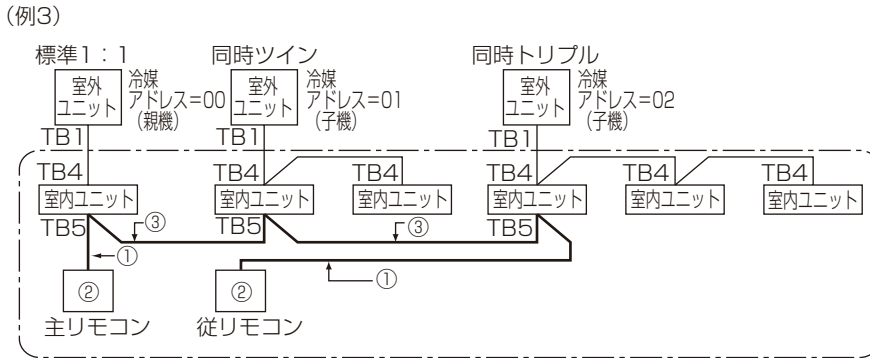 （例3）
標準1：1
同時ツイン
同時トリプル
室外
ユニット
冷媒
アドレス=00
（親機）
室外
ユニット
冷媒
アドレス=01
（子機）
室外
ユニット
冷媒
アドレス=02
（子機）
TB1
TB1
TB1
TB4
TB4
TB4
TB4
TB4
TB4
室内ユニット
室内ユニット
室内ユニット
室内ユニット
室内ユニット
室内ユニット
TB5
TB5
TB5
③
③
①
①
②
②
主リモコン
従リモコン